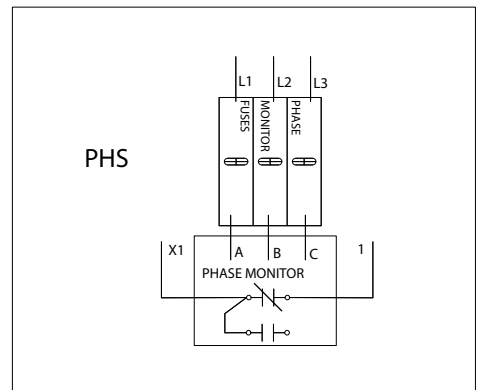 L1 L2 L3
FUSES
MONITOR
PHASE
PHS
X1 A B C 1
PHASE MONITOR